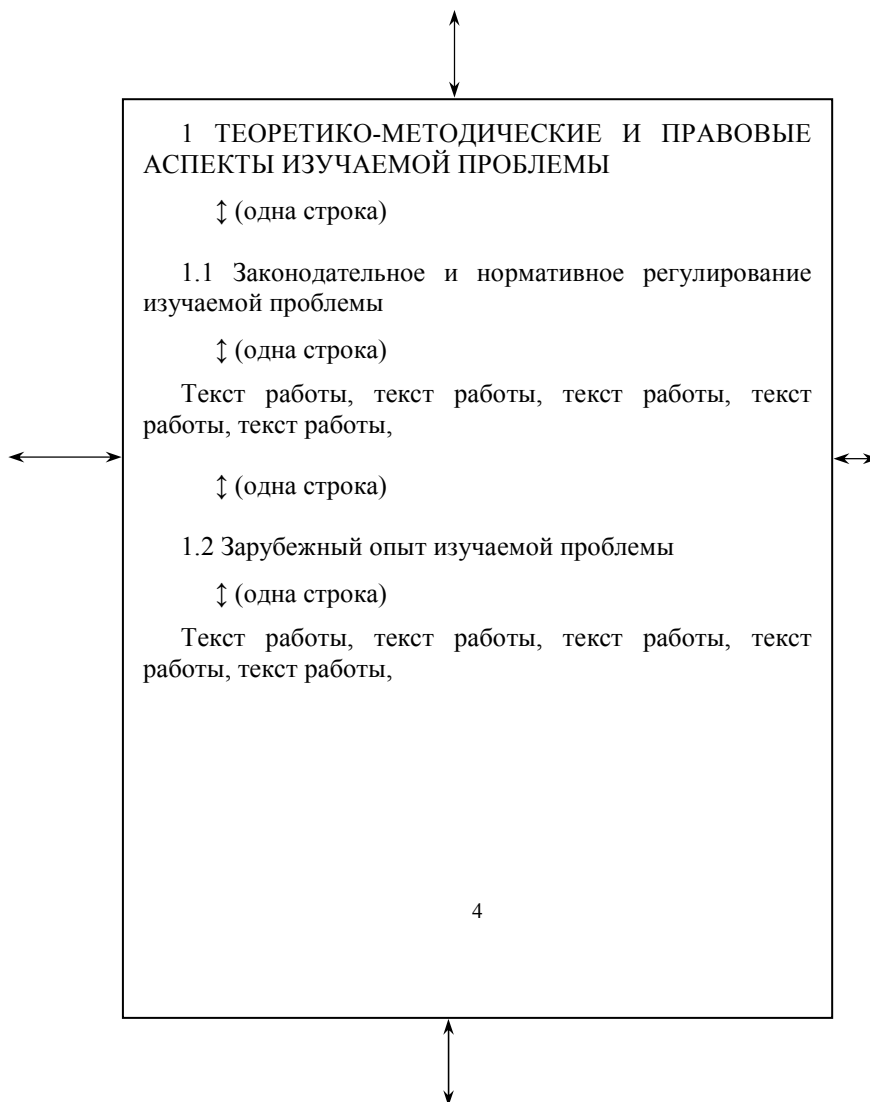 1 ТЕОРЕТИКО-МЕТОДИЧЕСКИЕ И ПРАВОВЫЕ
АСПЕКТЫ ИЗУЧАЕМОЙ ПРОБЛЕМЫ
↕ (одна строка)
1.1 Законодательное и нормативное регулирование
изучаемой проблемы
↕ (одна строка)
Текст работы, текст работы, текст работы, текст
работы, текст работы,
↕ (одна строка)
1.2 Зарубежный опыт изучаемой проблемы
↕ (одна строка)
Текст работы, текст работы, текст работы, текст
работы, текст работы,
4